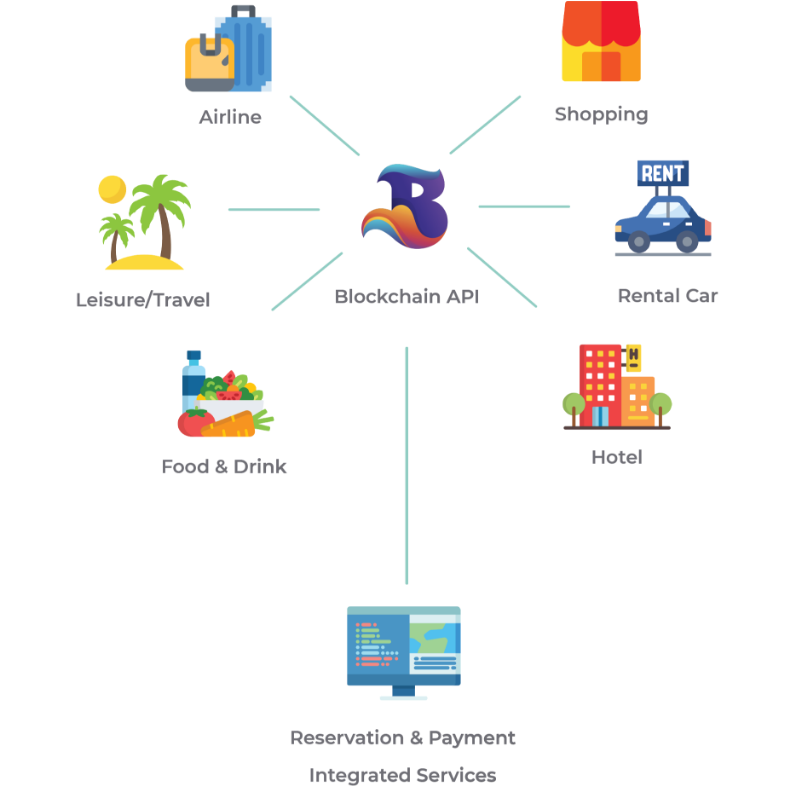 Airline
Shopping
RENT
Leisure/Travel
B
Blockchain API
Rental Car
H
Food & Drink
Hotel
Reservation & Payment
Integrated Services